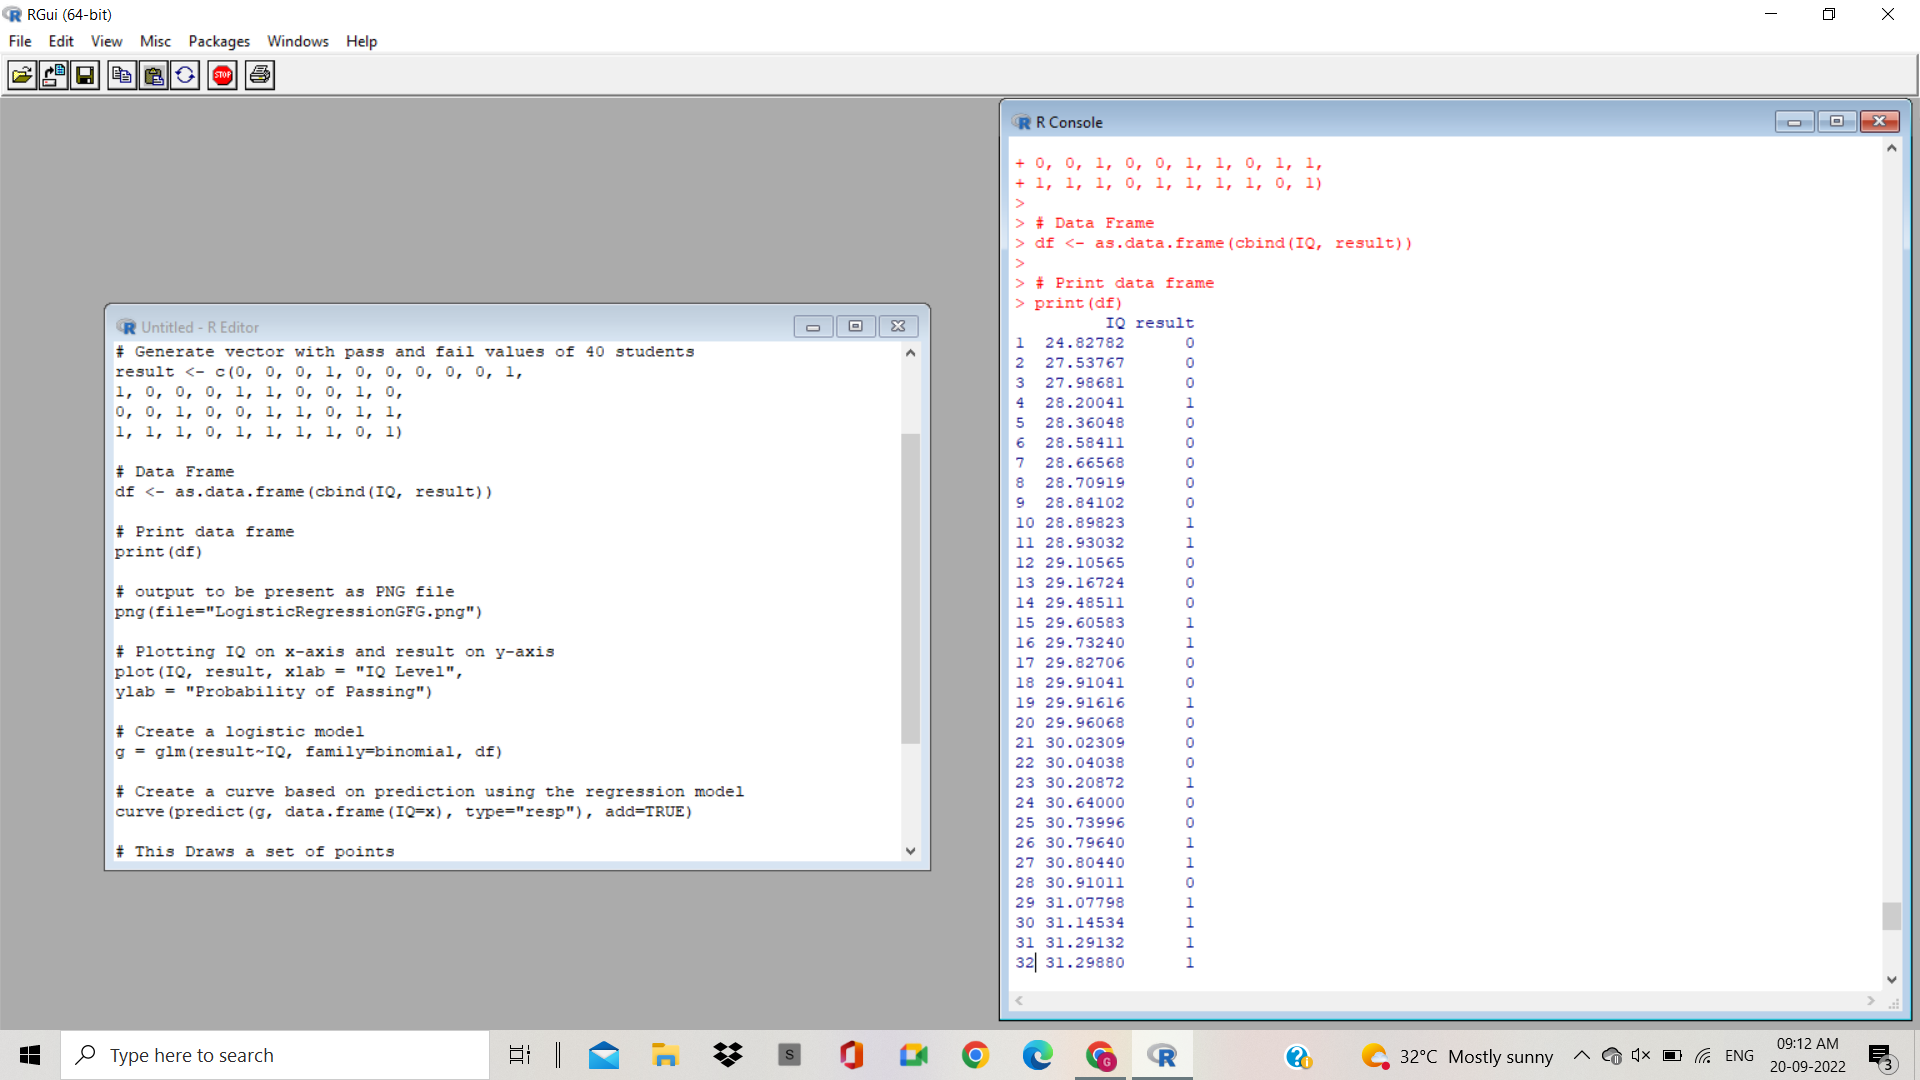 RGui (64-bit)
File Edit View Misc Packages Windows Help
STOP
Untitled - R Editor
# Generate vector with pass and fail values of 40 students
result <- c(0, 0, 0, 1, 0, 0, 0, 0, 0, 1,
1, 0, 0, 0, 1, 1, 0, 0, 1, 0,
0, 0, 1, 0, 0, 1, 1, 0, 1, 1,
1, 1, 1, 0, 1, 1, 1, 1, 0, 1)
# Data Frame
df <- as.data.frame(cbind(IQ, result))
# Print data frame
print(df)
# output to be present as PNG file
png(file="LogisticRegressionGFG.png")
# Plotting IQ on x-axis and result on y-axis
plot(IQ, result, xlab = "IQ Level",
ylab = "Probability of Passing")
# Create a logistic model
g = glm(result~IQ, family=binomial, df)
# Create a curve based on prediction using the regression model
curve(predict(g, data.frame(IQ=x), type="resp"), add=TRUE)
# This Draws a set of points
R Console
+ 0, 0, 1, 0, 0, 1, 1, 0, 1, 1,
+ 1, 1, 1, 0, 1, 1, 1, 1, 0, 1)
>
> # Data Frame
> df <- as.data.frame(cbind(IQ, result))
>
> # Print data frame
> print(df)
IQ result
1 24.82782 0
2 27.53767 0
3 27.98681 0
4 28.20041 1
5 28.36048 0
6 28.58411 0
7 28.66568 0
8 28.70919 0
9 28.84102 0
10 28.89823 1
11 28.93032 1
12 29.10565 0
13 29.16724 0
14 29.48511 0
15 29.60583 1
16 29.73240 1
17 29.82706 0
18 29.91041 0
19 29.91616 1
20 29.96068 0
21 30.02309 0
22 30.04038 0
23 30.20872 1
24 30.64000 0
25 30.73996 0
26 30.79640 1
27 30.80440 1
28 30.91011 0
29 31.07798 1
30 31.14534 1
31 31.29132 1
32 31.29880 1
Type here to search
S
G
32°C Mostly sunny
ENG
09:12 AM
20-09-2022
3